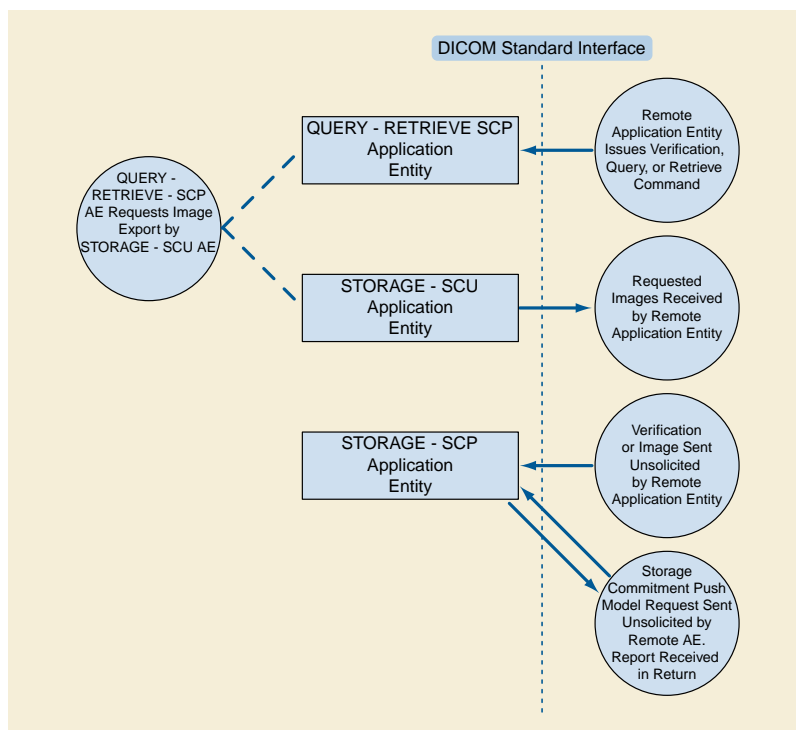 DICOM Standard Interface
QUERY - RETRIEVE SCP
Application
Entity
Remote
Application Entity
Issues Verification,
Query, or Retrieve
Command
QUERY -
RETRIEVE - SCP
AE Requests Image
Export by
STORAGE - SCU AE
STORAGE - SCU
Application
Entity
Requested
Images Received
by Remote
Application Entity
STORAGE - SCP
Application
Entity
Verification
or Image Sent
Unsolicited
by Remote
Application Entity
Storage
Commitment Push
Model Request Sent
Unsolicited by
Remote AE.
Report Received
in Return